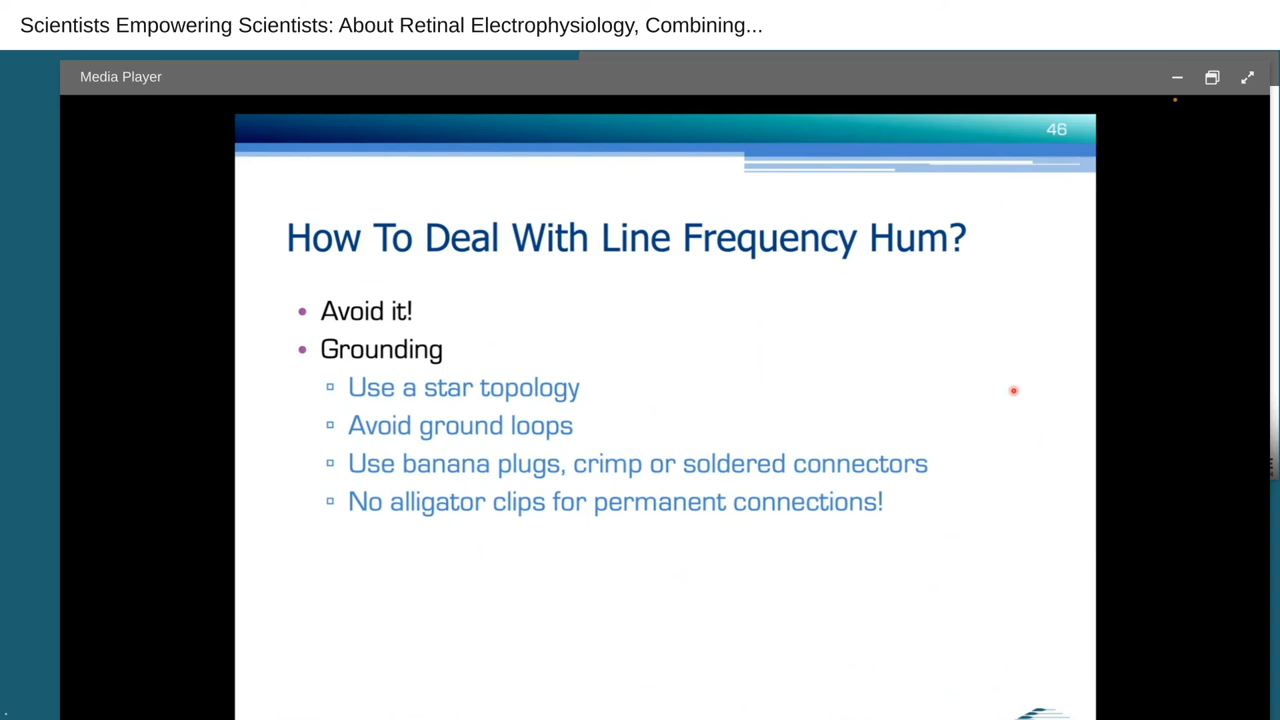 Scientists Empowering Scientists: About Retinal Electrophysiology, Combining...
Media Player
46
How To Deal With Line Frequency Hum?
Avoid it!
Grounding
Use a star topology
Avoid ground loops
Use banana plugs, crimp or soldered connectors
No alligator clips for permanent connections!